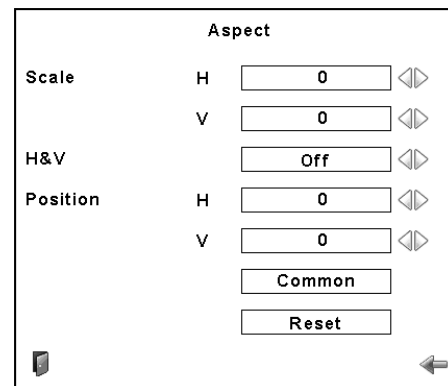 Aspect
Scale H 0
V 0
H&V Off
Position H 0
V 0
Common
Reset